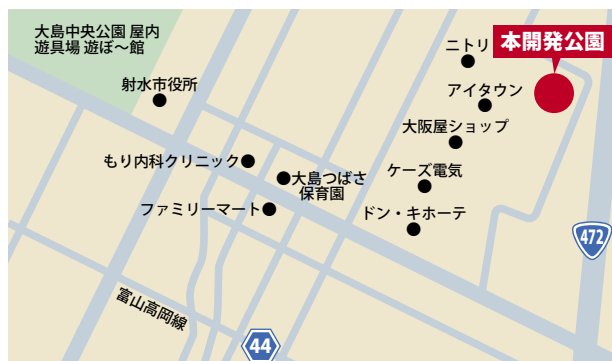 大島中央公園 屋内
遊具場 遊ぼ～館
射水市役所
ニトリ
本開発公園
アイタウン
大阪屋ショップ
もり内科クリニック
大島つばさ
保育園
ケーズ電気
ファミリーマート
ドン・キホーテ
472
富山高岡線
44